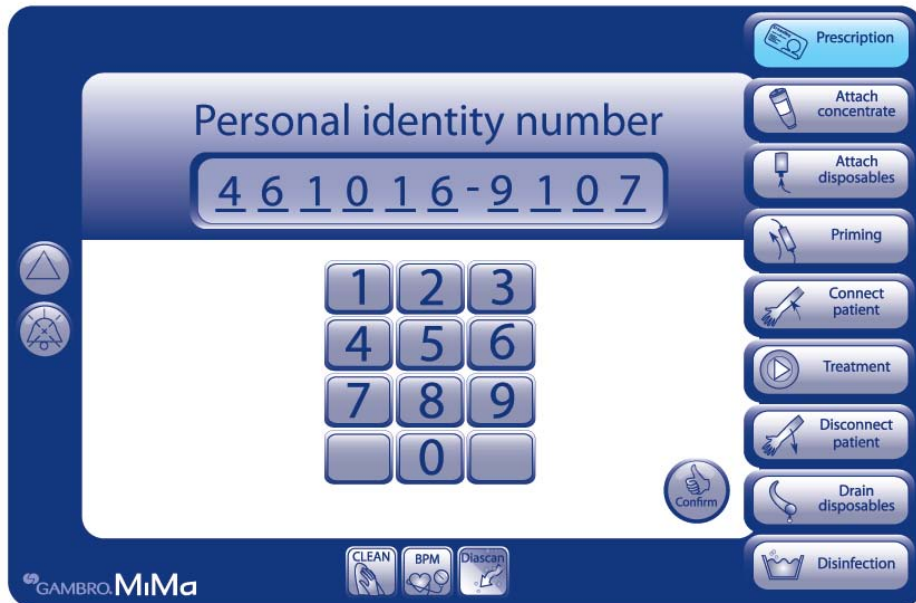 Personal identity number
461016-9107
1 2 3
4 5 6
7 8 9
0
Confirm
Prescription
Attach
concentrate
Attach
disposables
Priming
Connect
patient
Treatment
Disconnect
patient
Drain
disposables
Disinfection
CLEAN
BPM
Diascan
GAMBRO. MiMa